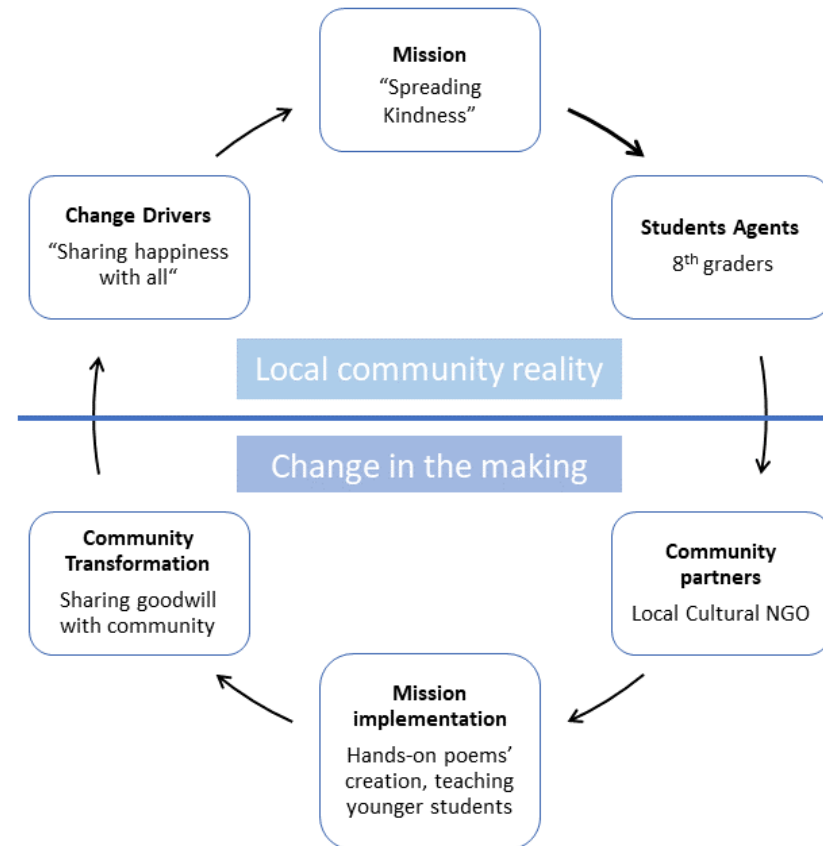 Mission
“Spreading
Kindness”
Change Drivers
“Sharing happiness
with all“
Students Agents
8th graders
Local community reality
Change in the making
Community
Transformation
Sharing goodwill
with community
Community
partners
Local Cultural NGO
Mission
implementation
Hands-on poems’
creation, teaching
younger students